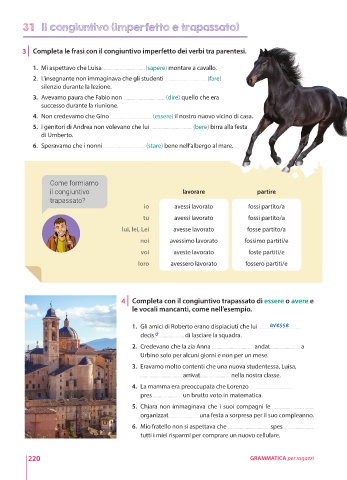 31 Il congiuntivo (imperfetto e trapassato)
3 Completa le frasi con il congiuntivo imperfetto dei verbi tra parentesi.
1. Mi aspettavo che Luisa .................... (sapere) montare a cavallo.
2. L'insegnante non immaginava che gli studenti .................... (fare)
silenzio durante la lezione.
3. Avevamo paura che Fabio non .................... (dire) quello che era
successo durante la riunione.
4. Non credevamo che Gino .................... (essere) il nostro nuovo vicino di casa.
5. I genitori di Andrea non volevano che lui .................... (bere) birra alla festa
di Umberto.
6. Speravamo che i nonni .................... (stare) bene nell'albergo al mare.
Come formiamo
il congiuntivo
trapassato?
lavorare partire
io avessi lavorato fossi partito/a
tu avessi lavorato fossi partito/a
lui, lei, Lei avesse lavorato fosse partito/a
noi avessimo lavorato fossimo partiti/e
voi aveste lavorato foste partiti/e
loro avessero lavorato fossero partiti/e
4 Completa con il congiuntivo trapassato di essere o avere e
le vocali mancanti, come nell'esempio.
1. Gli amici di Roberto erano dispiaciuti che lui avesse
deciso di lasciare la squadra.
2. Credevamo che la zia Anna .................... andat.................... a
Urbino solo per alcuni giorni e non per un mese.
3. Eravamo molto contenti che una nuova studentessa, Luisa,
.................... arrivat.................... nella nostra classe.
4. La mamma era preoccupata che Lorenzo ....................
pres.................... un brutto voto in matematica.
5. Chiara non immaginava che i suoi compagni le ....................
organizzat.................... una festa a sorpresa per il suo compleanno.
6. Mio fratello non si aspettava che .................... spes....................
tutti i miei risparmi per comprare un nuovo cellulare.
220 GRAMMATICA per ragazzi